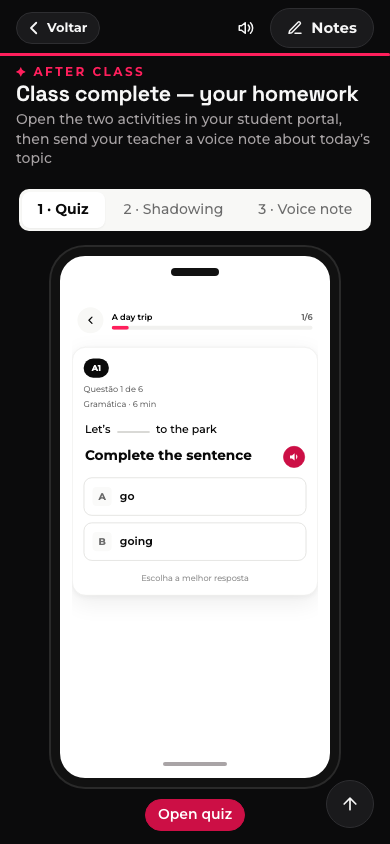 Voltar
Notes
AFTER CLASS
Class complete — your homework
Open the two activities in your student portal,
then send your teacher a voice note about today's
topic
1 · Quiz
2 · Shadowing
3 · Voice note
A day trip
1/6
A1
Questão 1 de 6
Gramática · 6 min
Let's ____ to the park
Complete the sentence
A go
B going
Escolha a melhor resposta
Open quiz